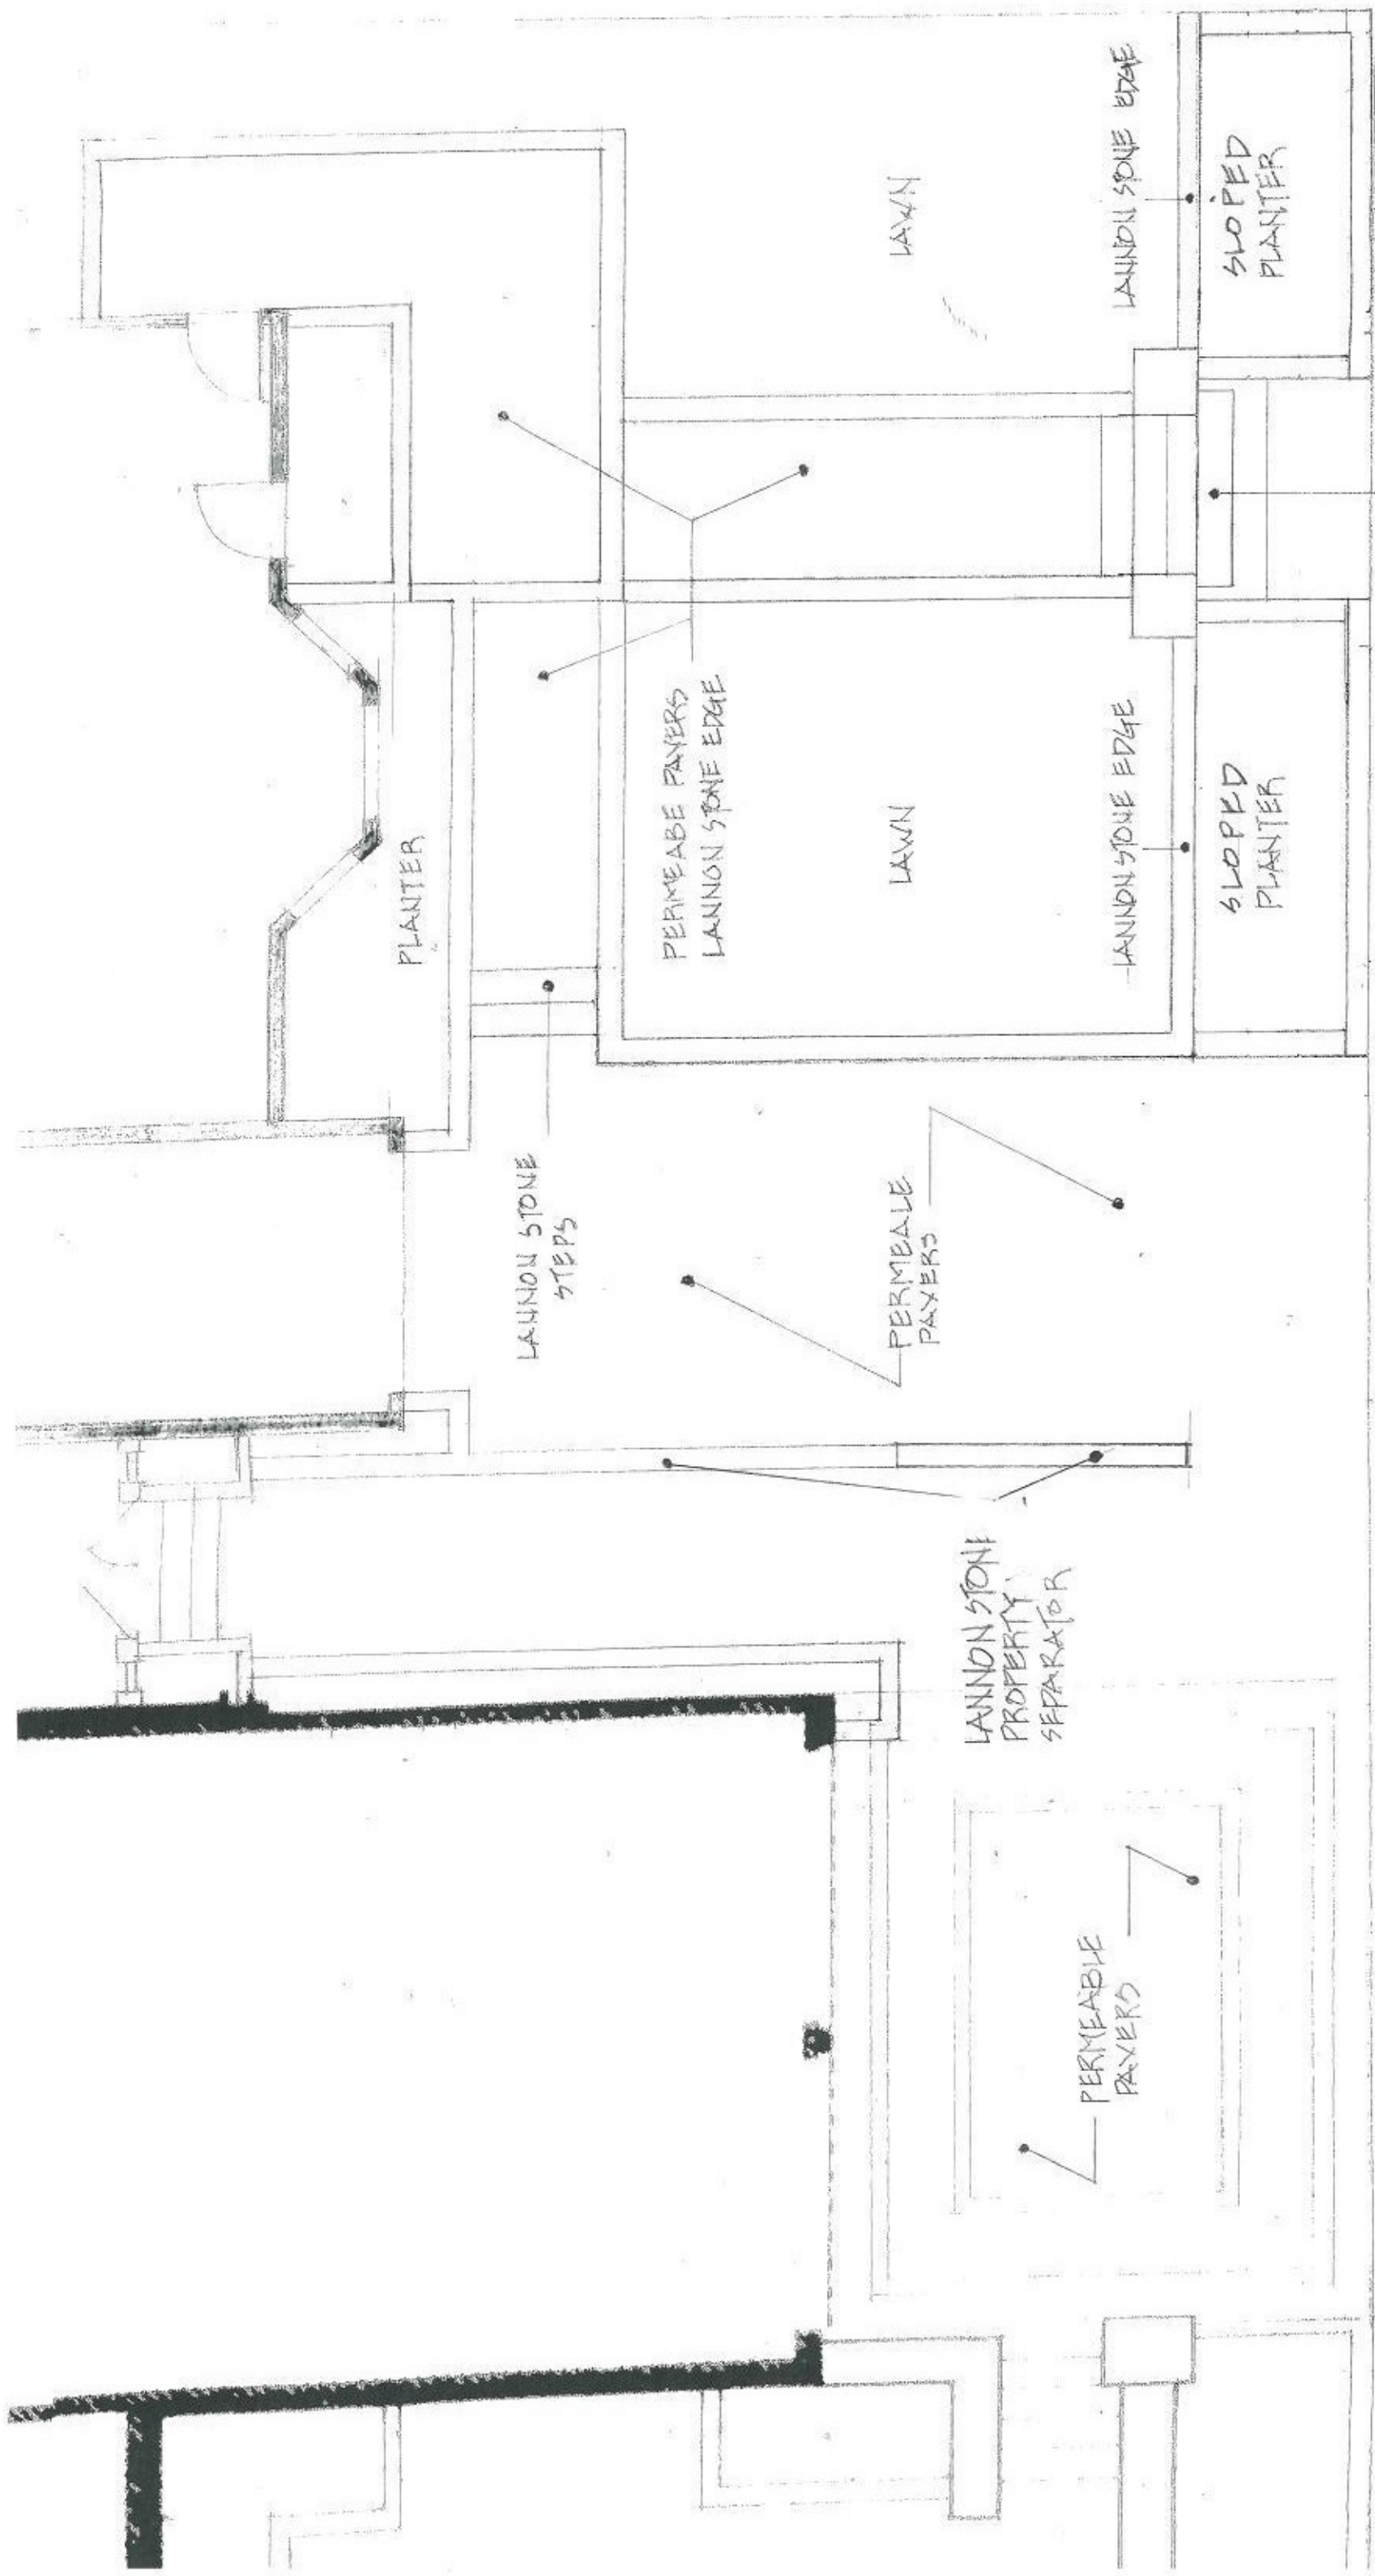 LAWN
LANNON STONE EDGE
SLOPED
PLANTER
PLANTER
PERMEABE PAVERS
LANNON STONE EDGE
LAWN
LANNON STONE EDGE
SLOPED
PLANTER
LANNON STONE
STEPS
PERMEALE
PAVERS
LANNON STONE
PROPERTY
SEPARATOR
PERMEABLE
PAVERS